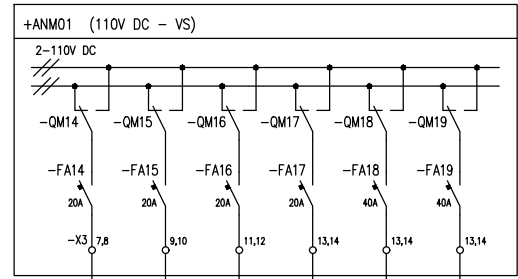 +ANM01 (110V DC - VS)
2-110V DC
-QM14 -QM15 -QM16 -QM17 -QM18 -QM19
-FA14 -FA15 -FA16 -FA17 -FA18 -FA19
20A 20A 20A 20A 40A 40A
-X3 7,8 9,10 11,12 13,14 13,14 13,14